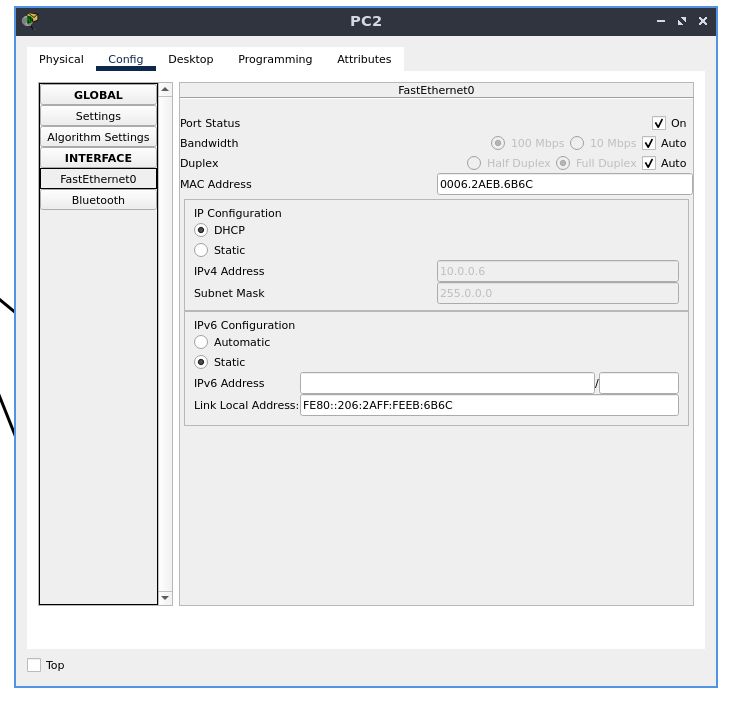 PC2
Physical Config Desktop Programming Attributes
GLOBAL
Settings
Algorithm Settings
INTERFACE
FastEthernet0
Bluetooth
FastEthernet0
Port Status On
Bandwidth 100 Mbps 10 Mbps Auto
Duplex Half Duplex Full Duplex Auto
MAC Address 0006.2AEB.6B6C
IP Configuration
DHCP
Static
IPv4 Address 10.0.0.6
Subnet Mask 255.0.0.0
IPv6 Configuration
Automatic
Static
IPv6 Address /
Link Local Address: FE80::206:2AFF:FEEB:6B6C
Top